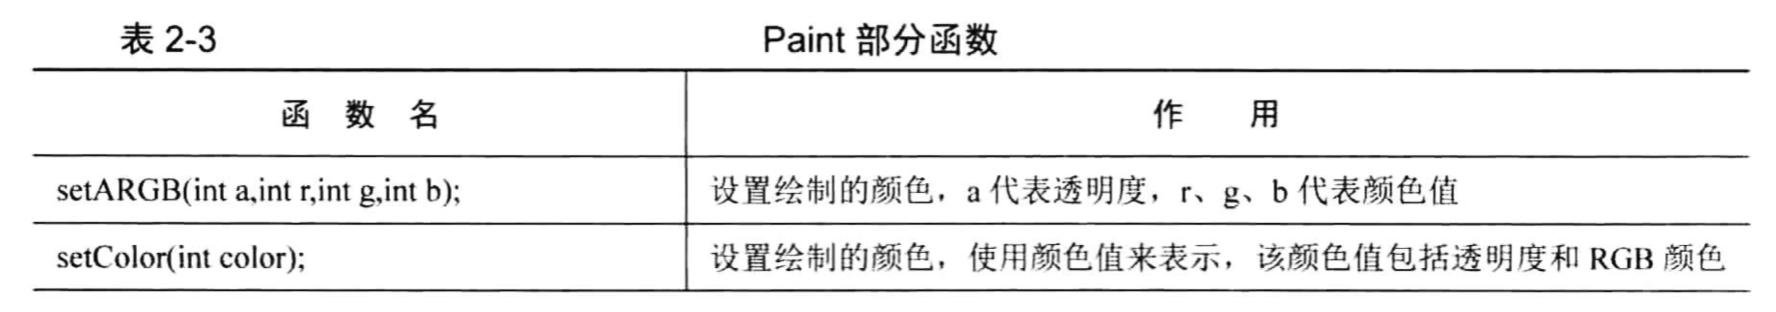 表 2-3 Paint 部分函数
函 数 名 作 用
setARGB(int a,int r,int g,int b); 设置绘制的颜色，a 代表透明度，r、g、b 代表颜色值
setColor(int color); 设置绘制的颜色，使用颜色值来表示，该颜色值包括透明度和 RGB 颜色